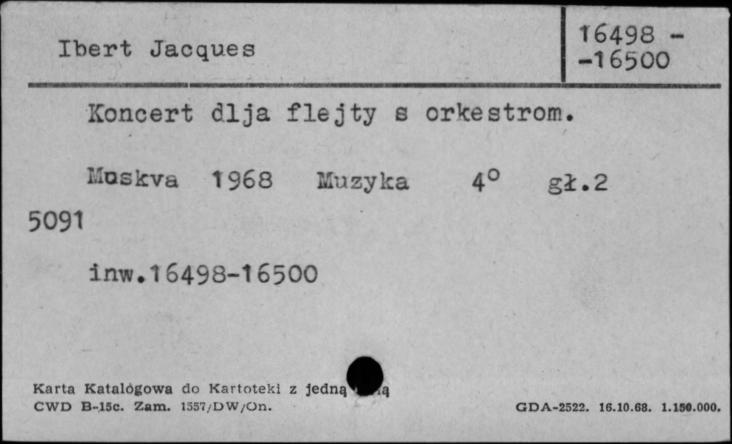 Ibert Jacques
16498 -
-16500
Koncert dlja flejty s orkestrom.
Moskva 1968 Muzyka 4° gł.2
5091
inw.16498-16500
Karta Katalogowa do Kartoteki z jedną
CWD B-15c. Zam. 1557/DW/On.
GDA-2522. 16.10.68. 1.150.000.